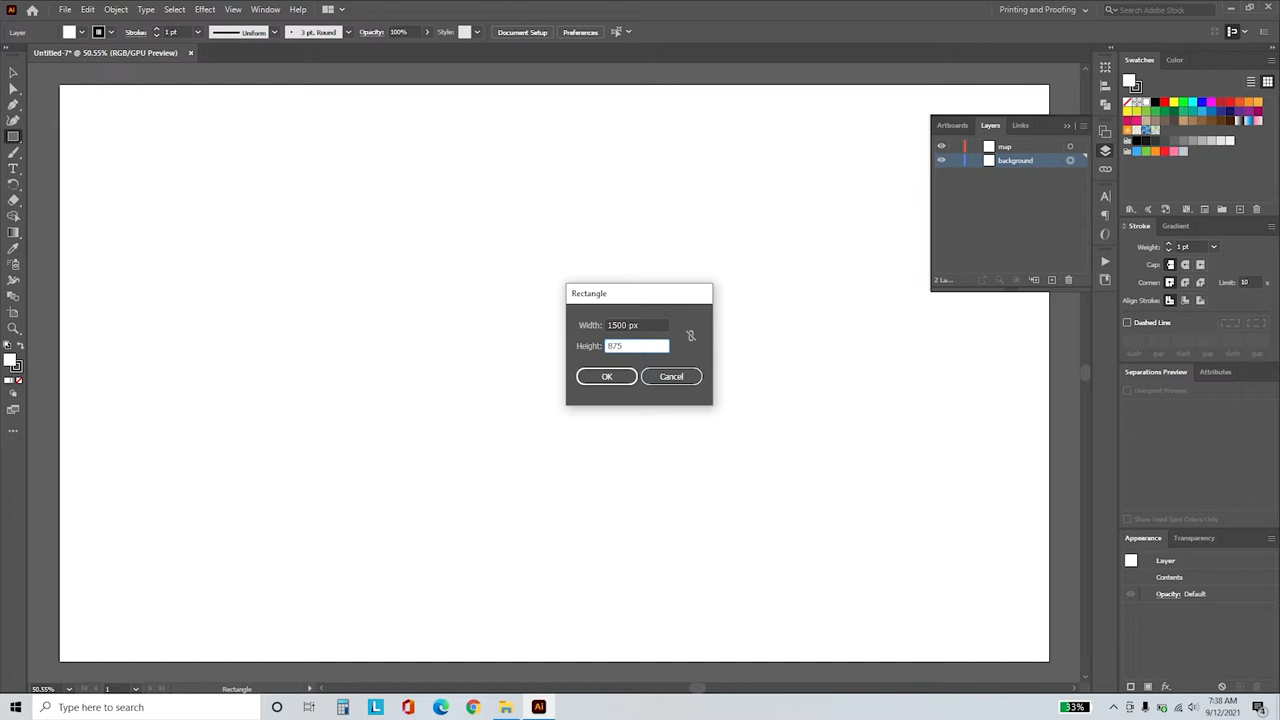 Ai File Edit Object Type Select Effect View Window Help Printing and Proofing Search Adobe Stock
Layer Stroke: 1 pt Uniform 3 pt. Round Opacity: 100% Style: Document Setup Preferences
Untitled-7* @ 50.55% (RGB/GPU Preview)
Swatches Color
Artboards Layers Links
map
background
Stroke Gradient
Weight: 1 pt
Cap:
Corner: Limit: 10 x
Align Stroke:
Dashed Line
dash gap dash gap dash gap
2 La...
Rectangle
Width: 1500 px
Height: 875
OK Cancel
Separations Preview Attributes
Overprint Preview
Show Used Spot Colors Only
Appearance Transparency
Layer
Contents
Opacity: Default
50.55% 1 Rectangle
Type here to search
33%
7:38 AM
9/12/2021